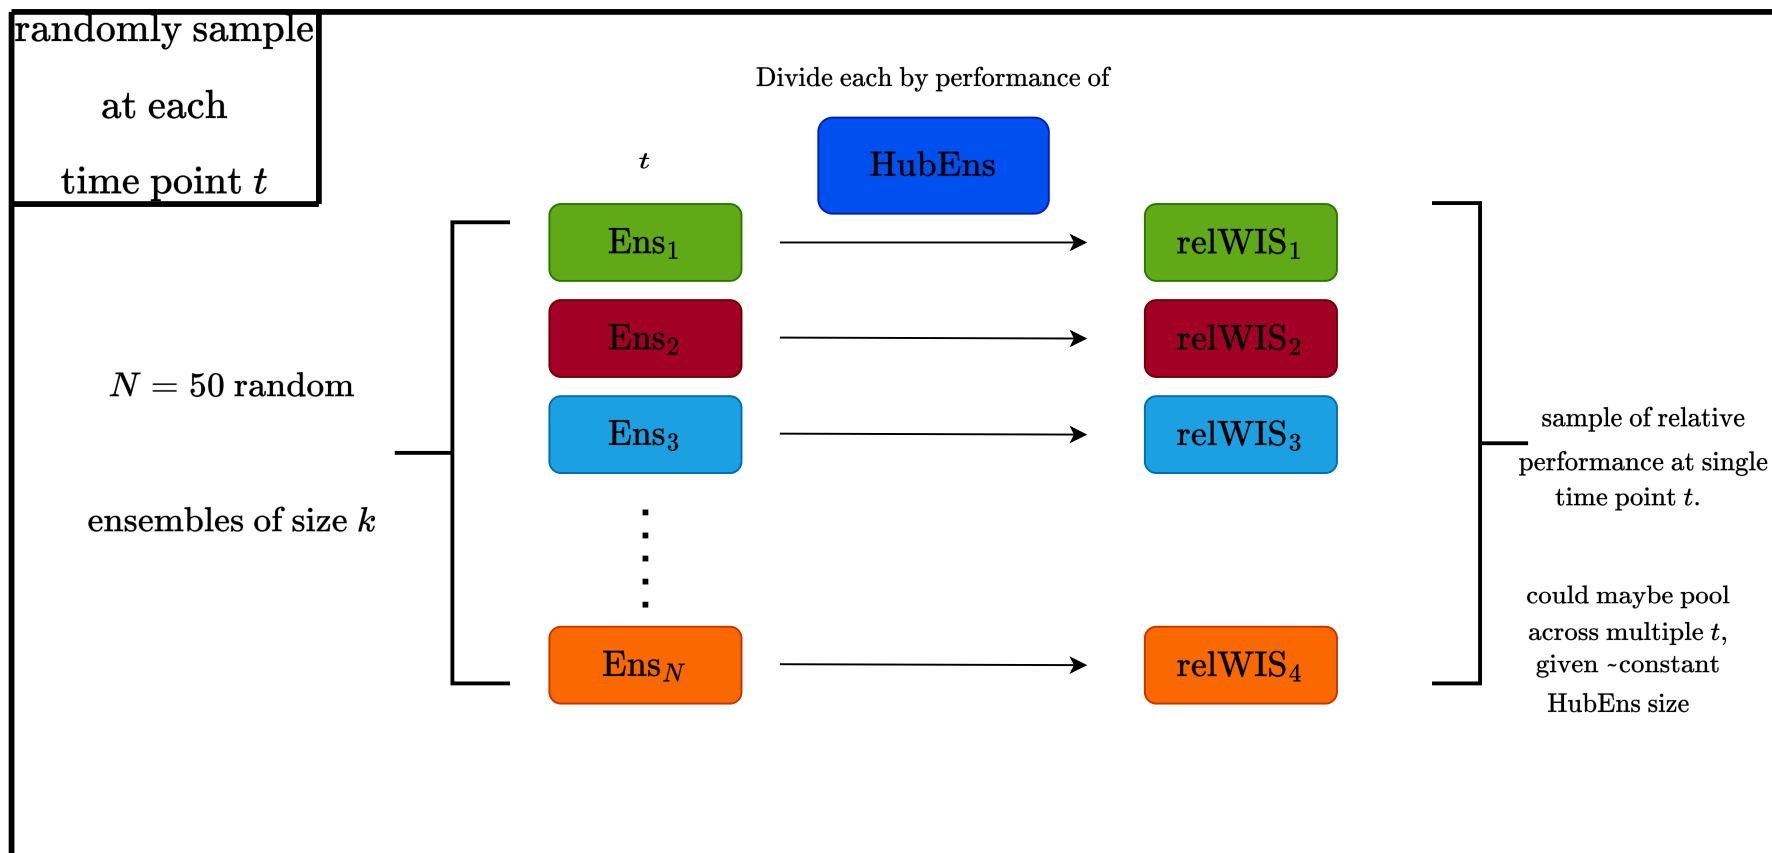 randomly sample
at each
time point t
Divide each by performance of
HubEns
t
Ens₁
relWIS₁
Ens₂
relWIS₂
Ens₃
relWIS₃
N = 50 random
ensembles of size k
Ens_N
relWIS₄
sample of relative
performance at single
time point t.
could maybe pool
across multiple t,
given ~constant
HubEns size